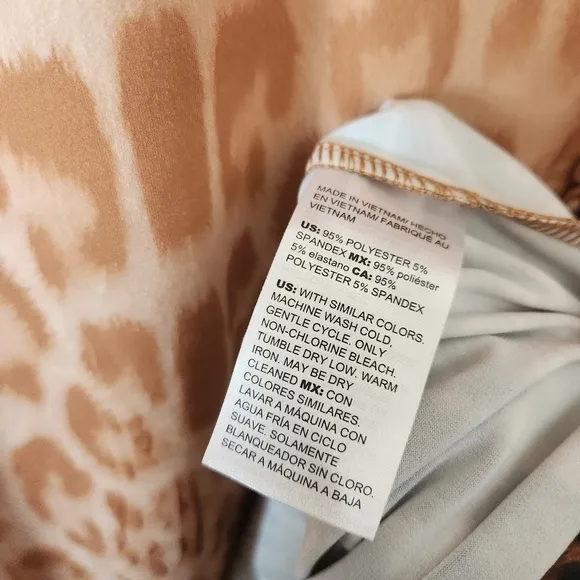 MADE IN VIETNAM/ HECHO
EN VIETNAM/ FABRIQUE AU
VIETNAM
US: 95% POLYESTER 5%
SPANDEX MX: 95% poliéster
5% elastano CA: 95%
POLYESTER 5% SPANDEX
US: WITH SIMILAR COLORS.
MACHINE WASH COLD.
GENTLE CYCLE. ONLY
NON-CHLORINE BLEACH.
TUMBLE DRY LOW. WARM
IRON. MAY BE DRY
CLEANED MX: CON
COLORES SIMILARES.
LAVAR A MÁQUINA CON
AGUA FRÍA EN CICLO
SUAVE. SOLAMENTE
BLANQUEADOR SIN CLORO.
SECAR A MÁQUINA A BAJA